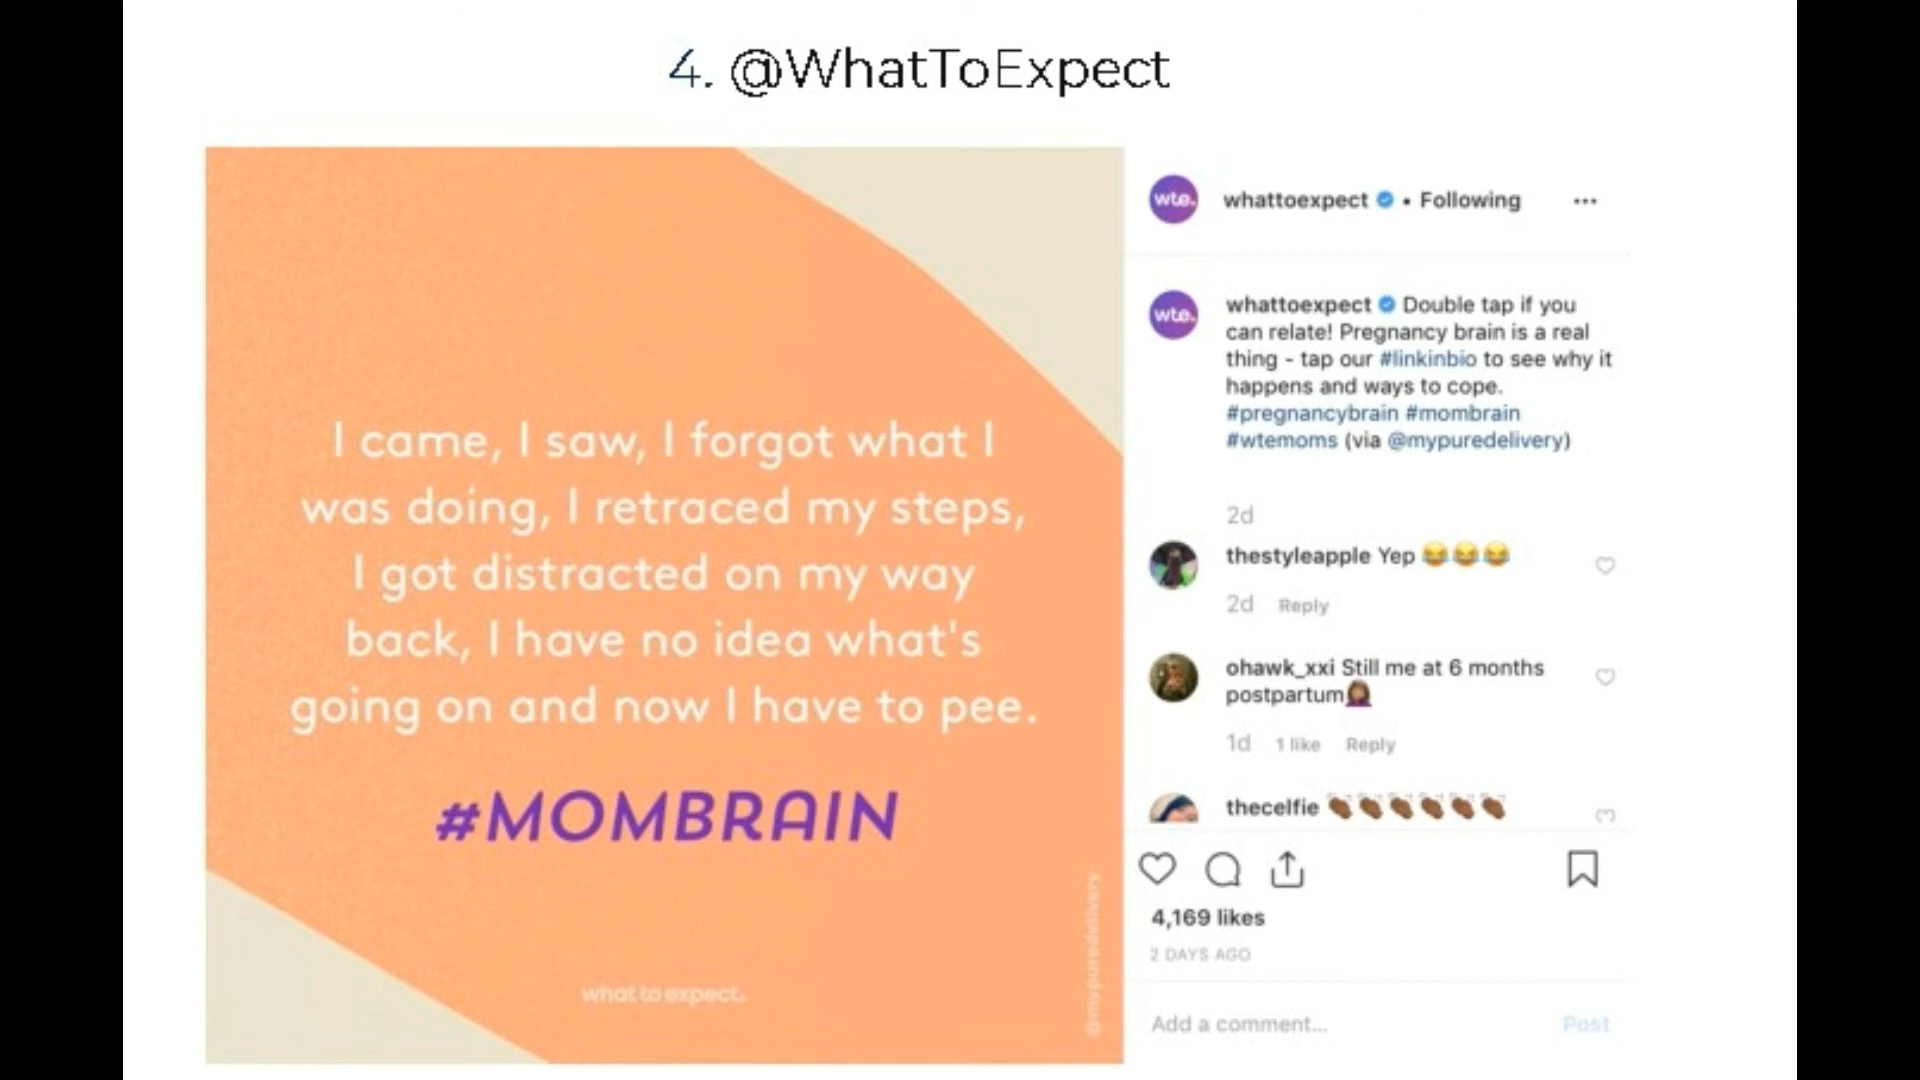 4. @WhatToExpect
I came, I saw, I forgot what I
was doing, I retraced my steps,
I got distracted on my way
back, I have no idea what's
going on and now I have to pee.
#MOMBRAIN
what to expect.
@mypuredelivery
wte.
whattoexpect • Following
wte.
whattoexpect Double tap if you
can relate! Pregnancy brain is a real
thing - tap our #linkinbio to see why it
happens and ways to cope.
#pregnancybrain #mombrain
#wtemoms (via @mypuredelivery)
2d
thestyleapple Yep 😂😂😂
2d Reply
ohawk_xxi Still me at 6 months
postpartum🤦🏽‍♀️
1d 1 like Reply
thecelfie 👏🏾👏🏾👏🏾👏🏾👏🏾👏🏾
4,169 likes
2 DAYS AGO
Add a comment... Post